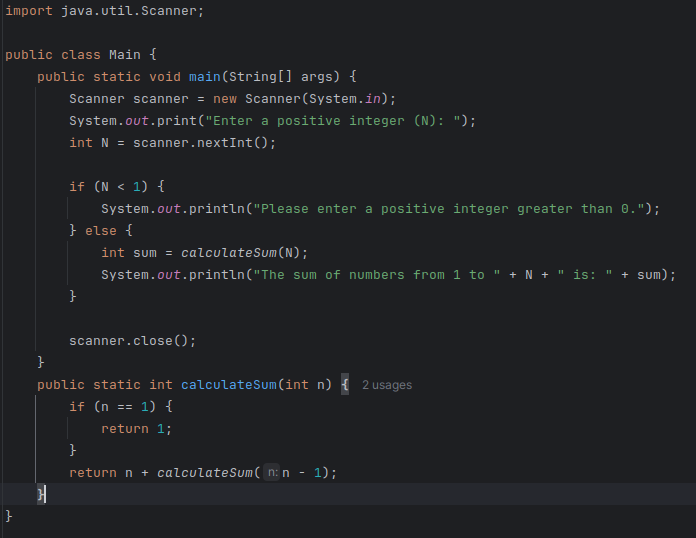 import java.util.Scanner;

public class Main {
    public static void main(String[] args) {
        Scanner scanner = new Scanner(System.in);
        System.out.print("Enter a positive integer (N): ");
        int N = scanner.nextInt();

        if (N < 1) {
            System.out.println("Please enter a positive integer greater than 0.");
        } else {
            int sum = calculateSum(N);
            System.out.println("The sum of numbers from 1 to " + N + " is: " + sum);
        }

        scanner.close();
    }
    public static int calculateSum(int n) { 2 usages
        if (n == 1) {
            return 1;
        }
        return n + calculateSum( n: n - 1);
    }
}